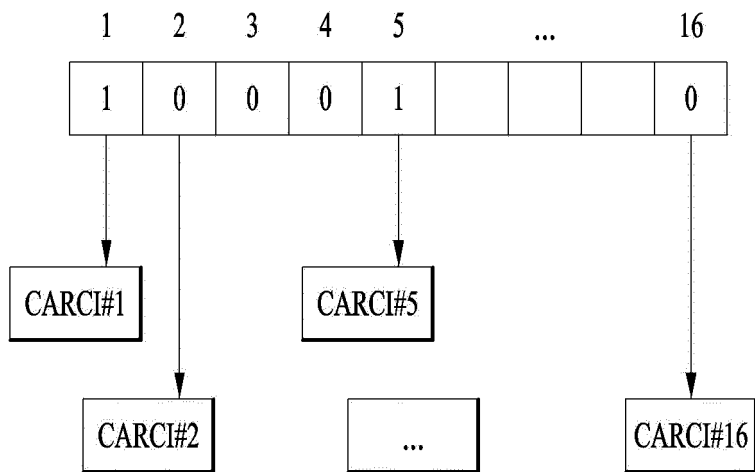 1 2 3 4 5 ... 16
1 0 0 0 1 0
CARCI#1 CARCI#5
CARCI#2 ... CARCI#16